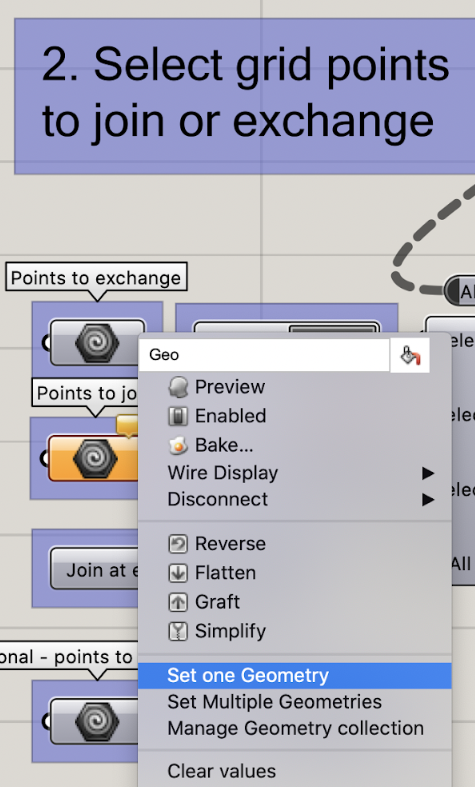 2. Select grid points
to join or exchange
Points to exchange
Al
Geo
ele
Points to jo
Preview
Enabled
ele
Bake...
Wire Display
Disconnect
ele
Reverse
All
Join at e
Flatten
Graft
Simplify
onal - points to
Set one Geometry
Set Multiple Geometries
Manage Geometry collection
Clear values